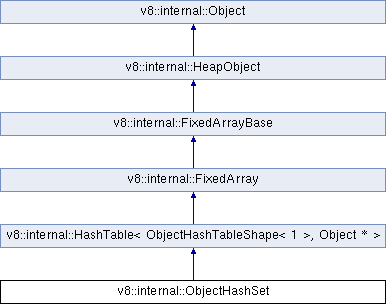 v8::internal::Object
v8::internal::HeapObject
v8::internal::FixedArrayBase
v8::internal::FixedArray
v8::internal::HashTable< ObjectHashTableShape< 1 >, Object * >
v8::internal::ObjectHashSet